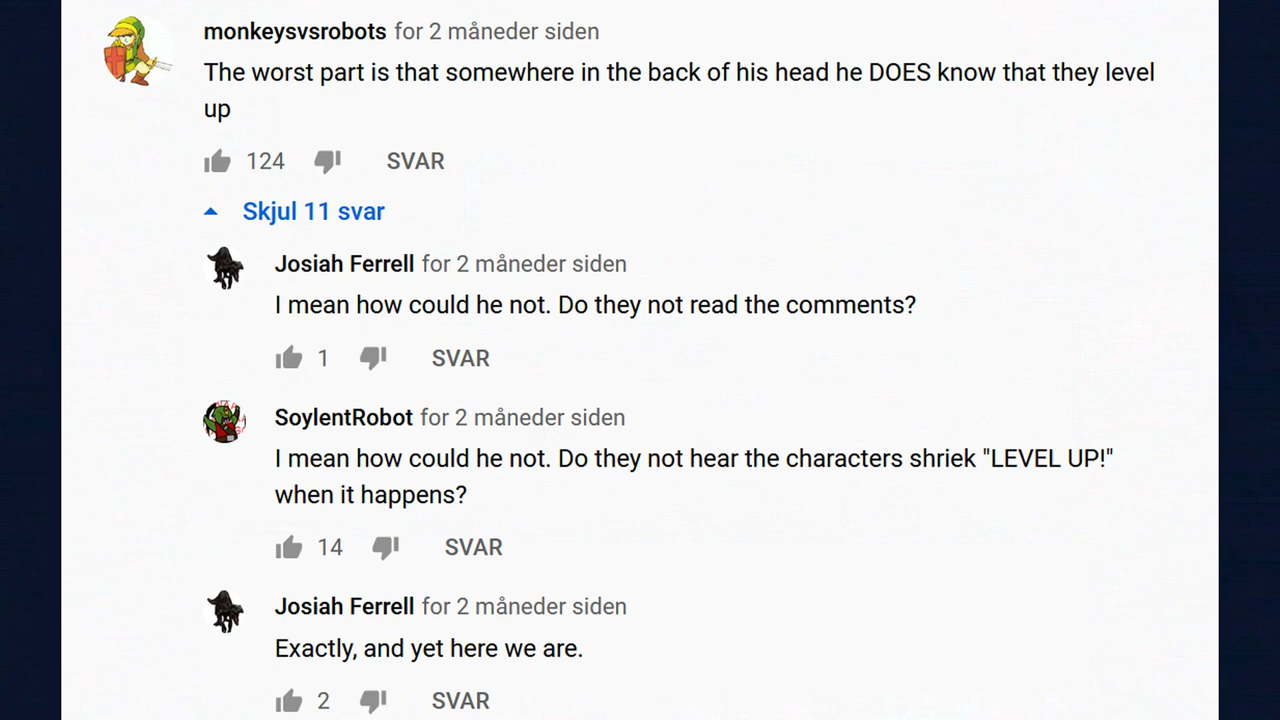 monkeysvsrobots for 2 måneder siden
The worst part is that somewhere in the back of his head he DOES know that they level
up
124 SVAR
Skjul 11 svar
Josiah Ferrell for 2 måneder siden
I mean how could he not. Do they not read the comments?
1 SVAR
SoylentRobot for 2 måneder siden
I mean how could he not. Do they not hear the characters shriek "LEVEL UP!"
when it happens?
14 SVAR
Josiah Ferrell for 2 måneder siden
Exactly, and yet here we are.
2 SVAR